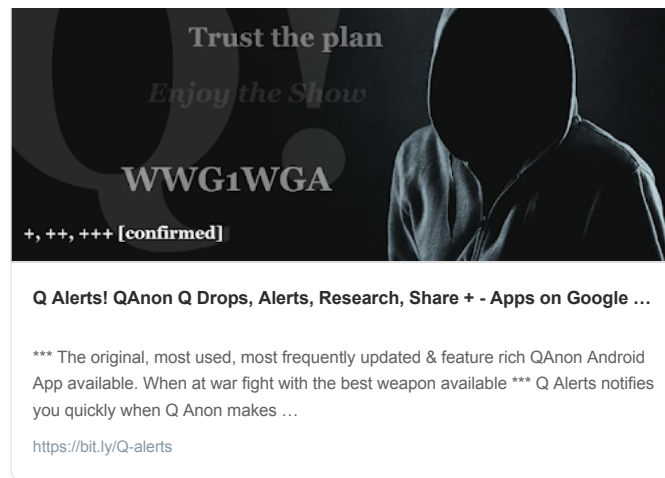 Q!
Trust the plan
Enjoy the Show
WWG1WGA
+, ++, +++ [confirmed]
Q Alerts! QAnon Q Drops, Alerts, Research, Share + - Apps on Google …
*** The original, most used, most frequently updated & feature rich QAnon Android
App available. When at war fight with the best weapon available *** Q Alerts notifies
you quickly when Q Anon makes …
https://bit.ly/Q-alerts